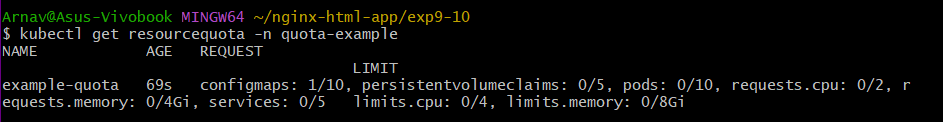 Arnav@Asus-Vivobook MINGW64 ~/nginx-html-app/exp9-10
$ kubectl get resourcequota -n quota-example
NAME            AGE   REQUEST
                                              LIMIT
example-quota   69s   configmaps: 1/10, persistentvolumeclaims: 0/5, pods: 0/10, requests.cpu: 0/2, r
equests.memory: 0/4Gi, services: 0/5   limits.cpu: 0/4, limits.memory: 0/8Gi